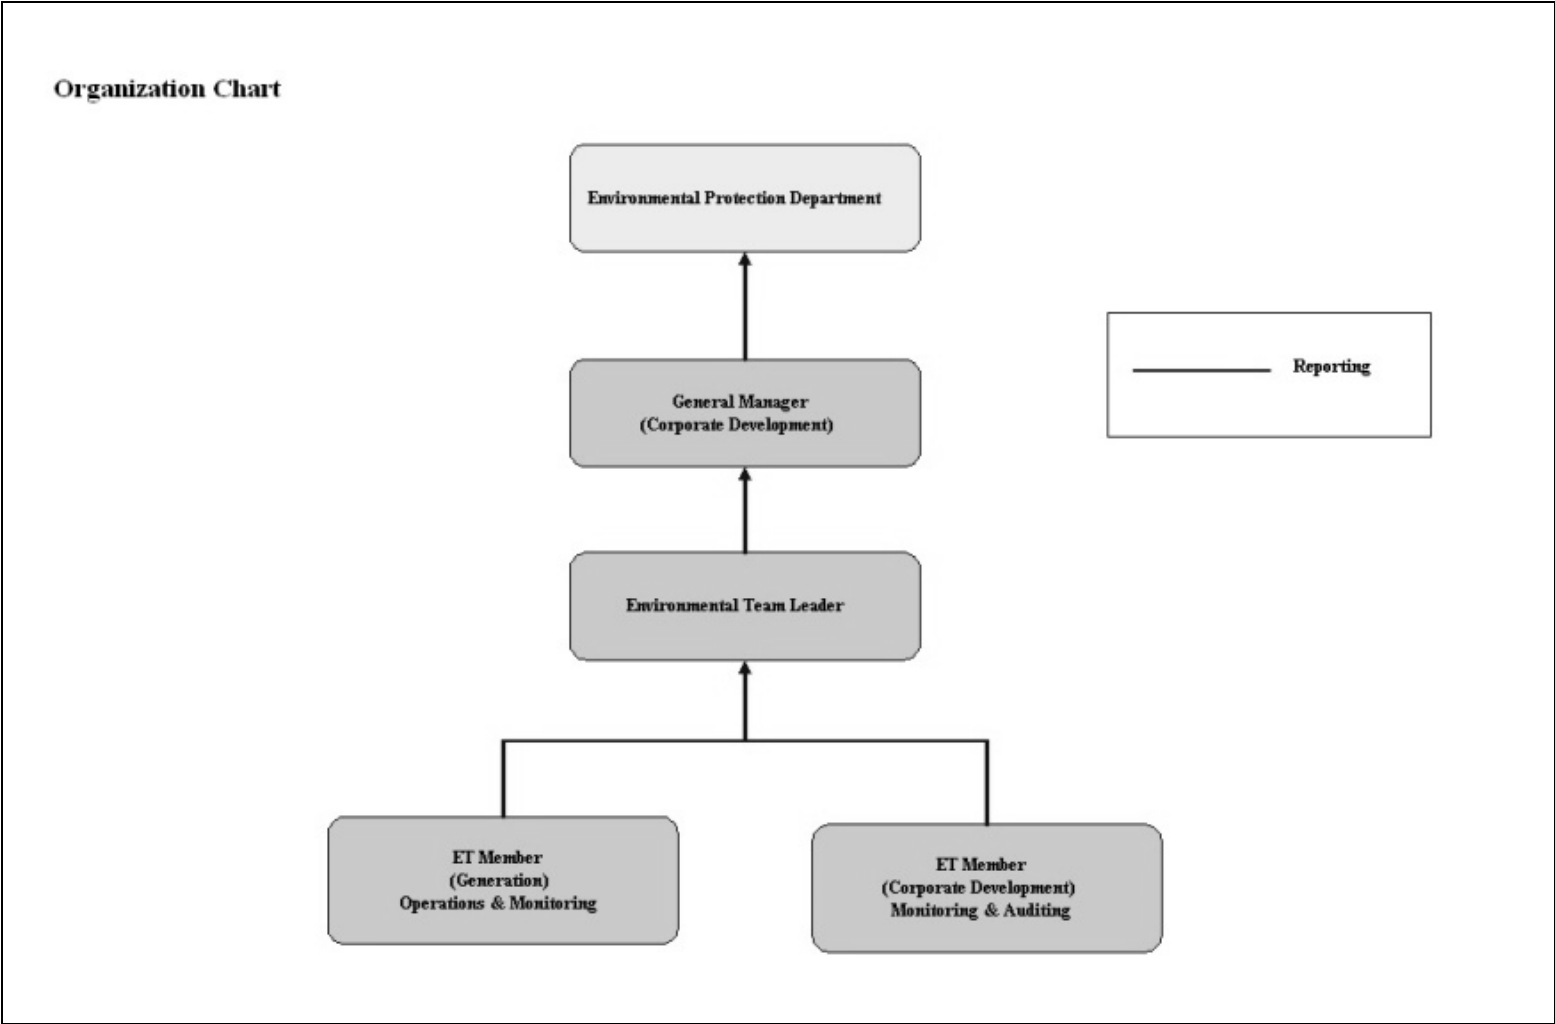 Organization Chart
Environmental Protection Department
General Manager
(Corporate Development)
Reporting
Environmental Team Leader
ET Member
(Generation)
Operations & Monitoring
ET Member
(Corporate Development)
Monitoring & Auditing